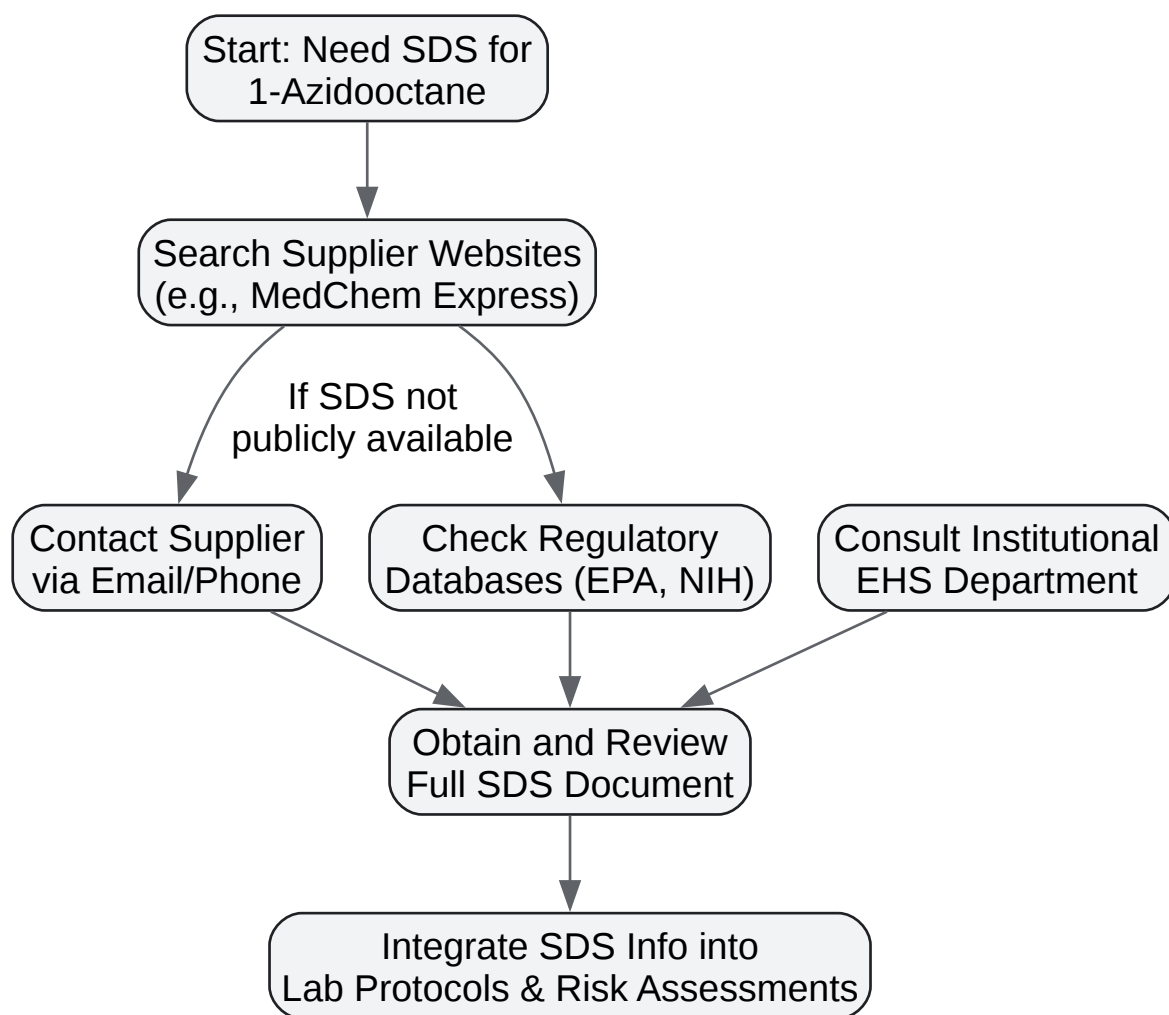 Start: Need SDS for
1-Azidooctane
Search Supplier Websites
(e.g., MedChem Express)
If SDS not
publicly available
Contact Supplier
via Email/Phone
Check Regulatory
Databases (EPA, NIH)
Consult Institutional
EHS Department
Obtain and Review
Full SDS Document
Integrate SDS Info into
Lab Protocols & Risk Assessments